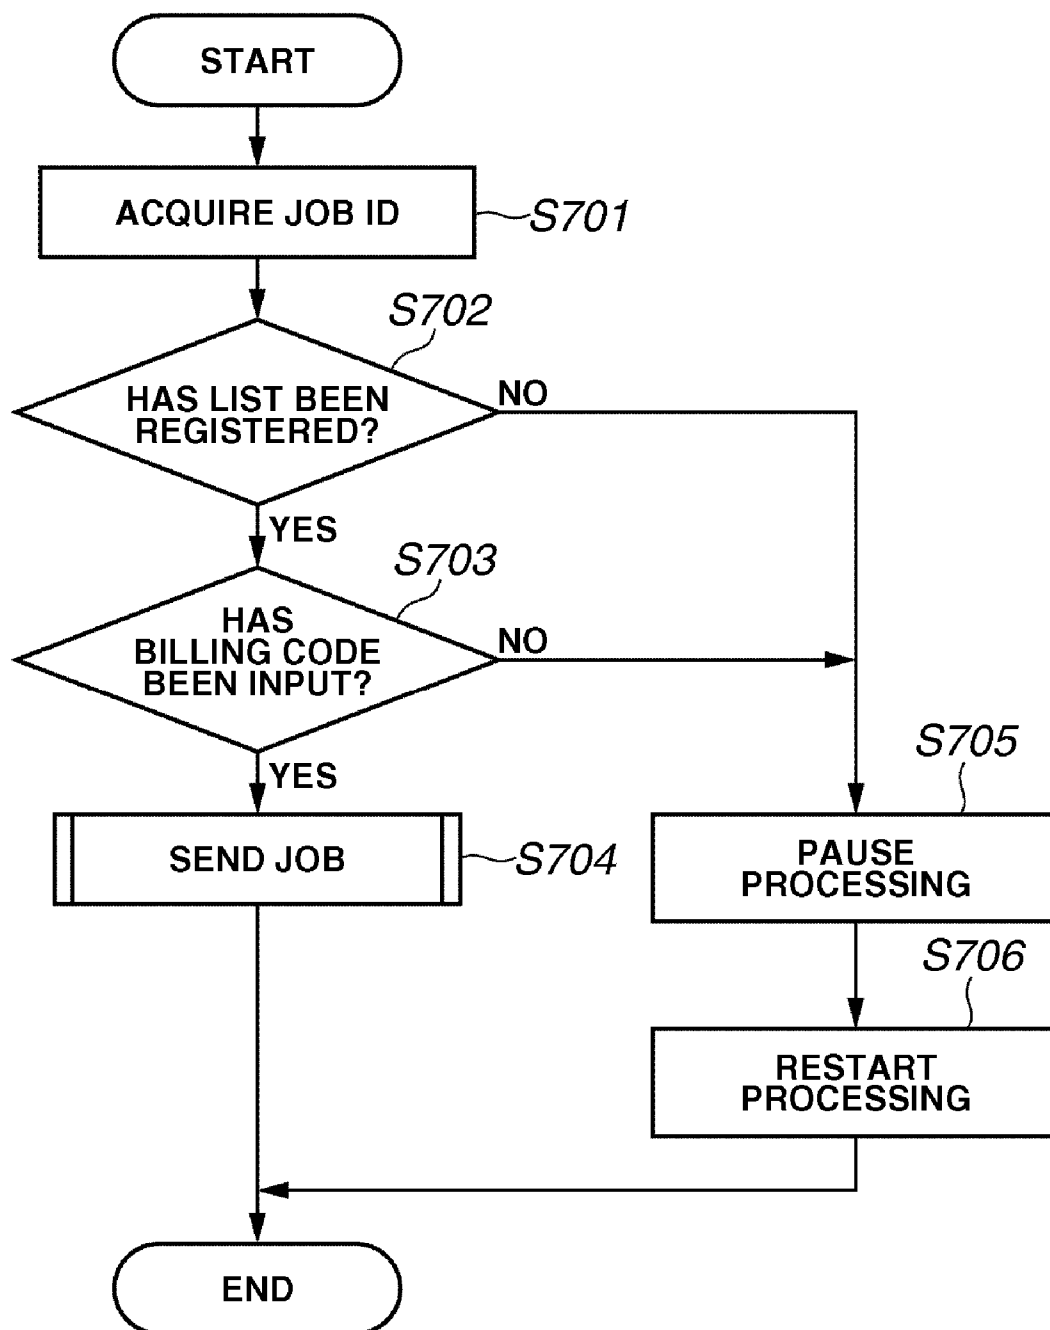 START
ACQUIRE JOB ID
S701
S702
HAS LIST BEEN
REGISTERED?
NO
YES
S703
HAS
BILLING CODE
BEEN INPUT?
NO
YES
SEND JOB
S704
S705
PAUSE
PROCESSING
S706
RESTART
PROCESSING
END